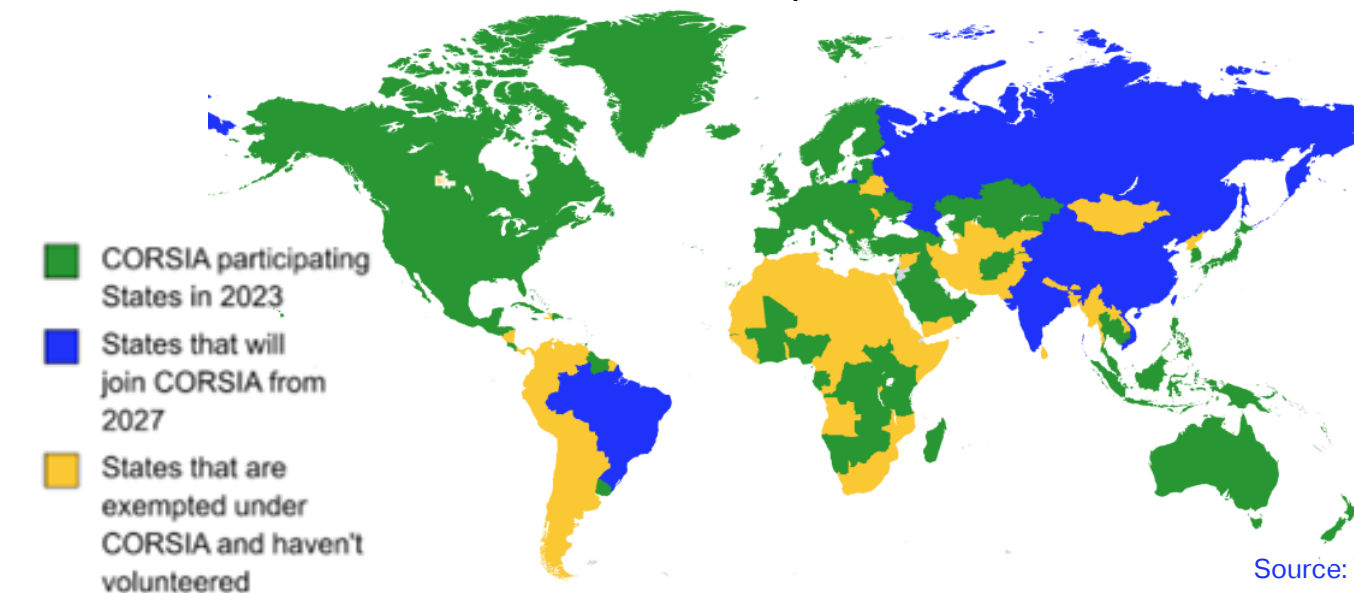 CORSIA participating
States in 2023
States that will
join CORSIA from
2027
States that are
exempted under
CORSIA and haven't
volunteered
Source: